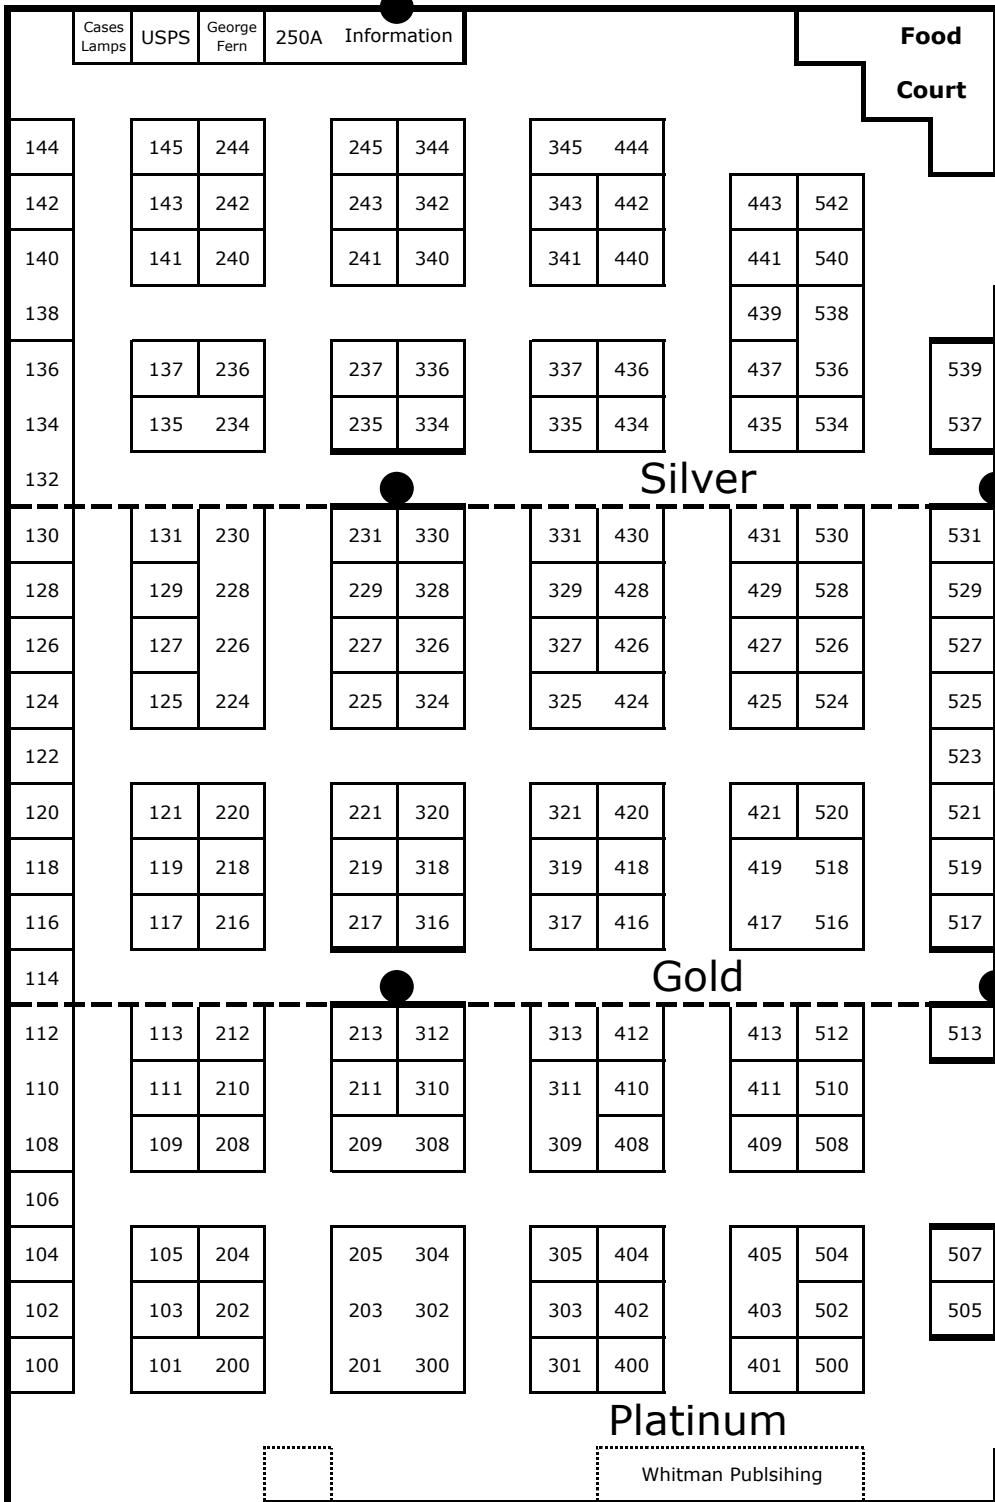 Cases Lamps USPS George Fern 250A Information Food
Court
144 145 244 245 344 345 444
142 143 242 243 342 343 442 443 542
140 141 240 241 340 341 440 441 540
138 439 538
136 137 236 237 336 337 436 437 536 539
134 135 234 235 334 335 434 435 534 537
132 Silver
130 131 230 231 330 331 430 431 530 531
128 129 228 229 328 329 428 429 528 529
126 127 226 227 326 327 426 427 526 527
124 125 224 225 324 325 424 425 524 525
122 523
120 121 220 221 320 321 420 421 520 521
118 119 218 219 318 319 418 419 518 519
116 117 216 217 316 317 416 417 516 517
114 Gold
112 113 212 213 312 313 412 413 512 513
110 111 210 211 310 311 410 411 510
108 109 208 209 308 309 408 409 508
106
104 105 204 205 304 305 404 405 504 507
102 103 202 203 302 303 402 403 502 505
100 101 200 201 300 301 400 401 500
Platinum
Whitman Publsihing